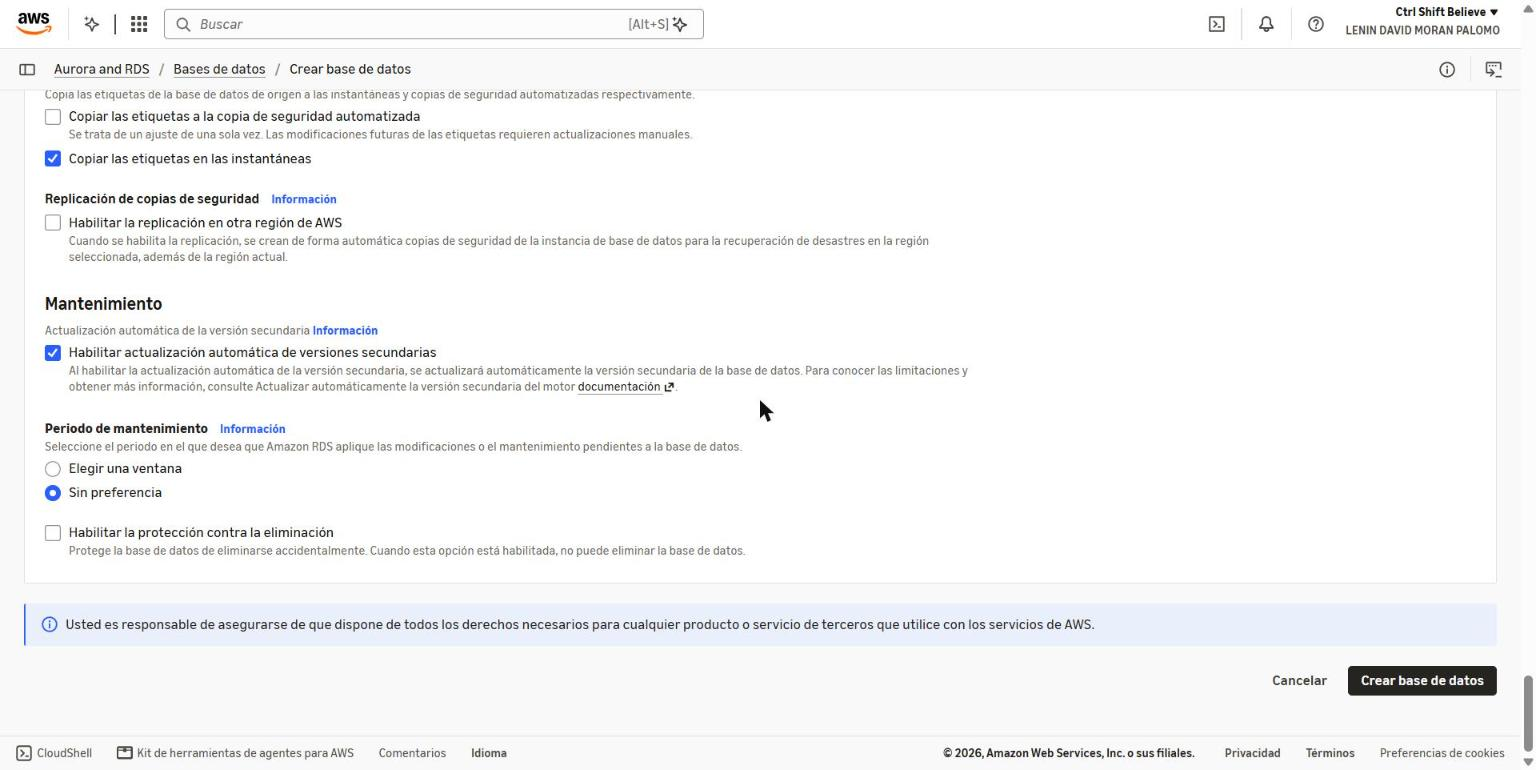 aws
Buscar
[Alt+S]
Ctrl Shift Believe
LENIN DAVID MORAN PALOMO
Aurora and RDS / Bases de datos / Crear base de datos
Copia las etiquetas de la base de datos de origen a las instantáneas y copias de seguridad automatizadas respectivamente.
Copiar las etiquetas a la copia de seguridad automatizada
Se trata de un ajuste de una sola vez. Las modificaciones futuras de las etiquetas requieren actualizaciones manuales.
Copiar las etiquetas en las instantáneas
Replicación de copias de seguridad Información
Habilitar la replicación en otra región de AWS
Cuando se habilita la replicación, se crean de forma automática copias de seguridad de la instancia de base de datos para la recuperación de desastres en la región
seleccionada, además de la región actual.
Mantenimiento
Actualización automática de la versión secundaria Información
Habilitar actualización automática de versiones secundarias
Al habilitar la actualización automática de la versión secundaria, se actualizará automáticamente la versión secundaria de la base de datos. Para conocer las limitaciones y
obtener más información, consulte Actualizar automáticamente la versión secundaria del motor documentación.
Periodo de mantenimiento Información
Seleccione el periodo en el que desea que Amazon RDS aplique las modificaciones o el mantenimiento pendientes a la base de datos.
Elegir una ventana
Sin preferencia
Habilitar la protección contra la eliminación
Protege la base de datos de eliminarse accidentalmente. Cuando esta opción está habilitada, no puede eliminar la base de datos.
Usted es responsable de asegurarse de que dispone de todos los derechos necesarios para cualquier producto o servicio de terceros que utilice con los servicios de AWS.
Cancelar
Crear base de datos
CloudShell
Kit de herramientas de agentes para AWS
Comentarios
Idioma
© 2026, Amazon Web Services, Inc. o sus filiales.
Privacidad
Términos
Preferencias de cookies